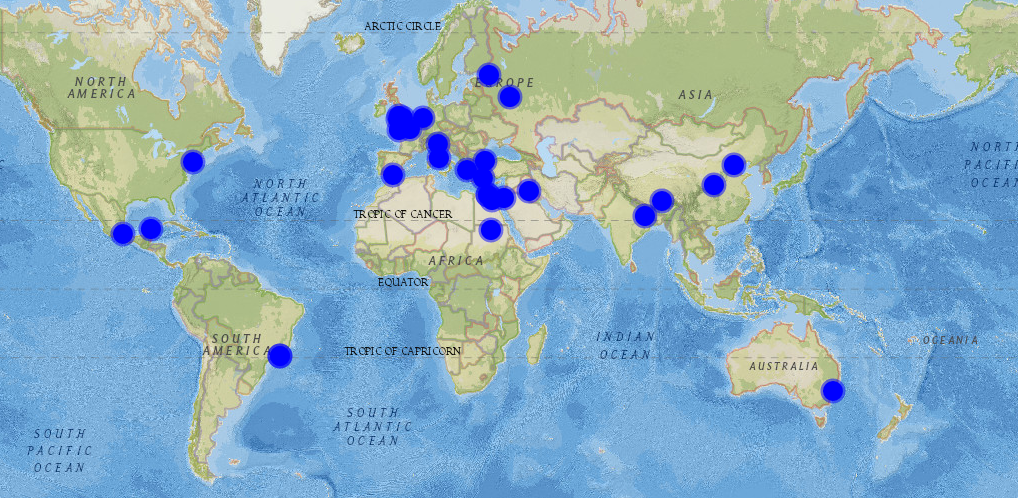 ARCTIC CIRCLE
NORTH
AMERICA
EUROPE
ASIA
NORTH
PACIFIC
OCEAN
NORTH
ATLANTIC
OCEAN
TROPIC OF CANCER
AFRICA
EQUATOR
SOUTH
AMERICA
TROPIC OF CAPRICORN
INDIAN
OCEAN
OCEANIA
AUSTRALIA
SOUTH
ATLANTIC
OCEAN
SOUTH
PACIFIC
OCEAN